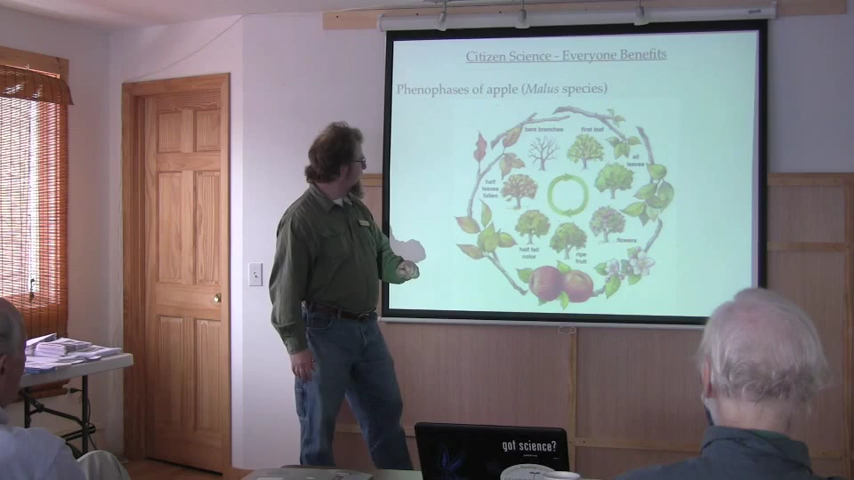 Citizen Science - Everyone Benefits
Phenophases of apple (Malus species)
bare branches
first leaf
all
leaves
half
leaves
fallen
flowers
half fall
color
ripe
fruit
got science?